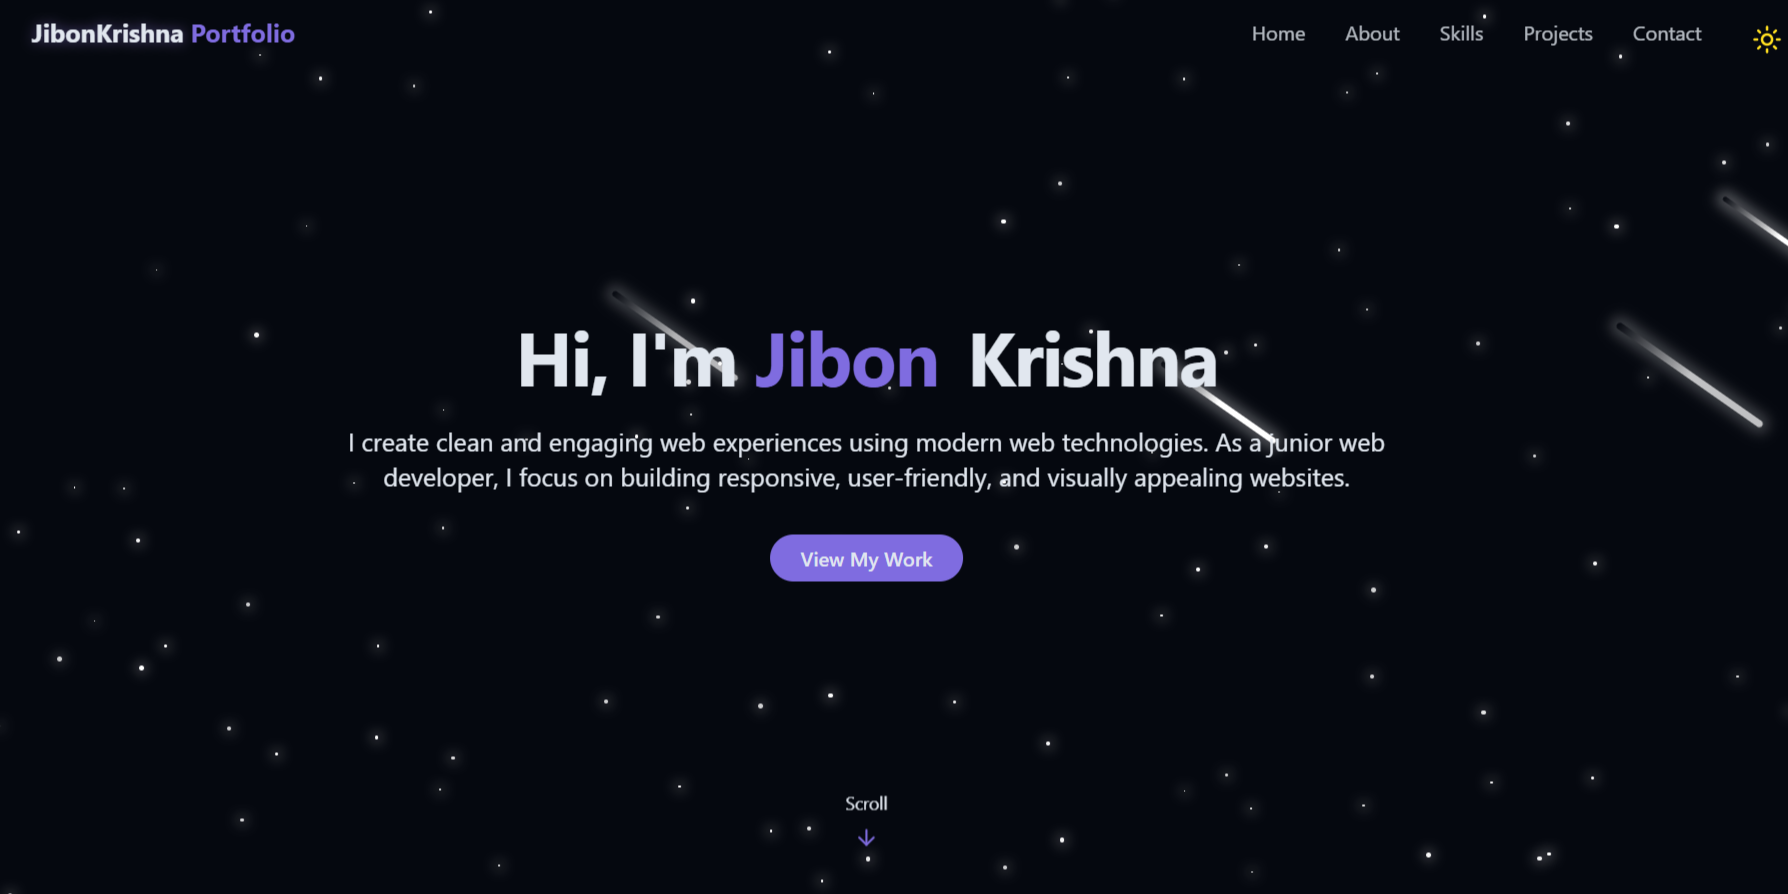 JibonKrishna Portfolio
Home About Skills Projects Contact
Hi, I'm Jibon Krishna
I create clean and engaging web experiences using modern web technologies. As a junior web
developer, I focus on building responsive, user-friendly, and visually appealing websites.
View My Work
Scroll